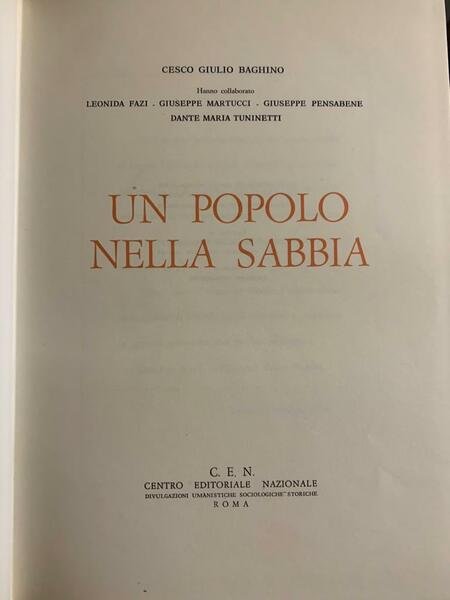 CESCO GIULIO BAGHINO
Hanno collaborato
LEONIDA FAZI - GIUSEPPE MARTUCCI - GIUSEPPE PENSABENE
DANTE MARIA TUNINETTI
UN POPOLO
NELLA SABBIA
C. E. N.
CENTRO EDITORIALE NAZIONALE
DIVULGAZIONI UMANISTICHE SOCIOLOGICHE STORICHE
ROMA